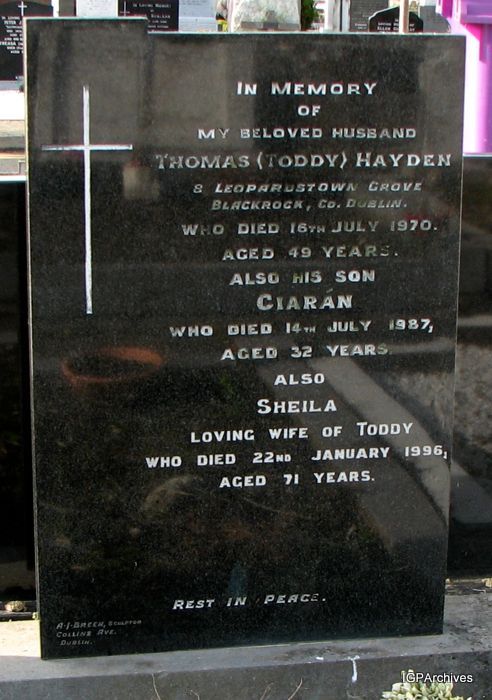 IN MEMORY
OF
MY BELOVED HUSBAND
THOMAS (TODDY) HAYDEN
8 LEOPARDSTOWN GROVE
BLACKROCK, CO. DUBLIN.
WHO DIED 16TH JULY 1970.
AGED 49 YEARS.
ALSO HIS SON
CIARÁN
WHO DIED 14TH JULY 1987,
AGED 32 YEARS.
ALSO
SHEILA
LOVING WIFE OF TODDY
WHO DIED 22ND JANUARY 1996,
AGED 71 YEARS.
REST IN PEACE.
A.J. BREEN, SCULPTOR
COLLINS AVE.
DUBLIN.
IGPArchives